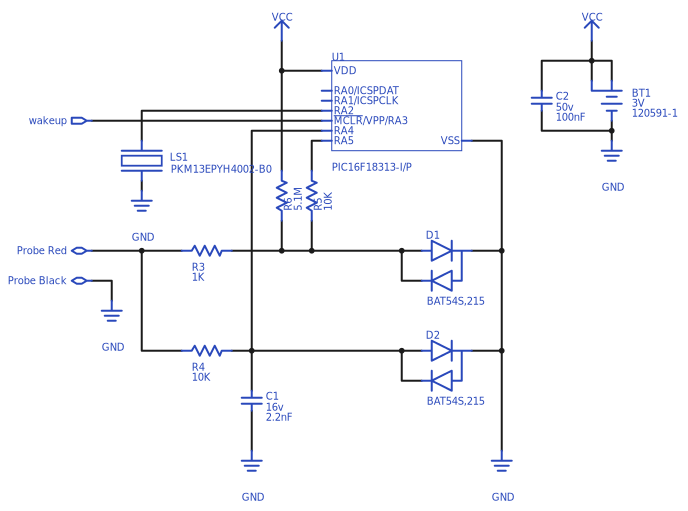 VCC
VCC
U1
VDD
RA0/ICSPDAT
RA1/ICSPCLK
RA2
MCLR/VPP/RA3
RA4
RA5
VSS
PIC16F18313-I/P
C2
50v
100nF
BT1
3V
120591-1
GND
wakeup
LS1
PKM13EPYH4002-B0
GND
R6
5.1M
R5
10K
Probe Red
R3
1K
D1
BAT54S,215
Probe Black
GND
R4
10K
D2
BAT54S,215
C1
16v
2.2nF
GND
GND